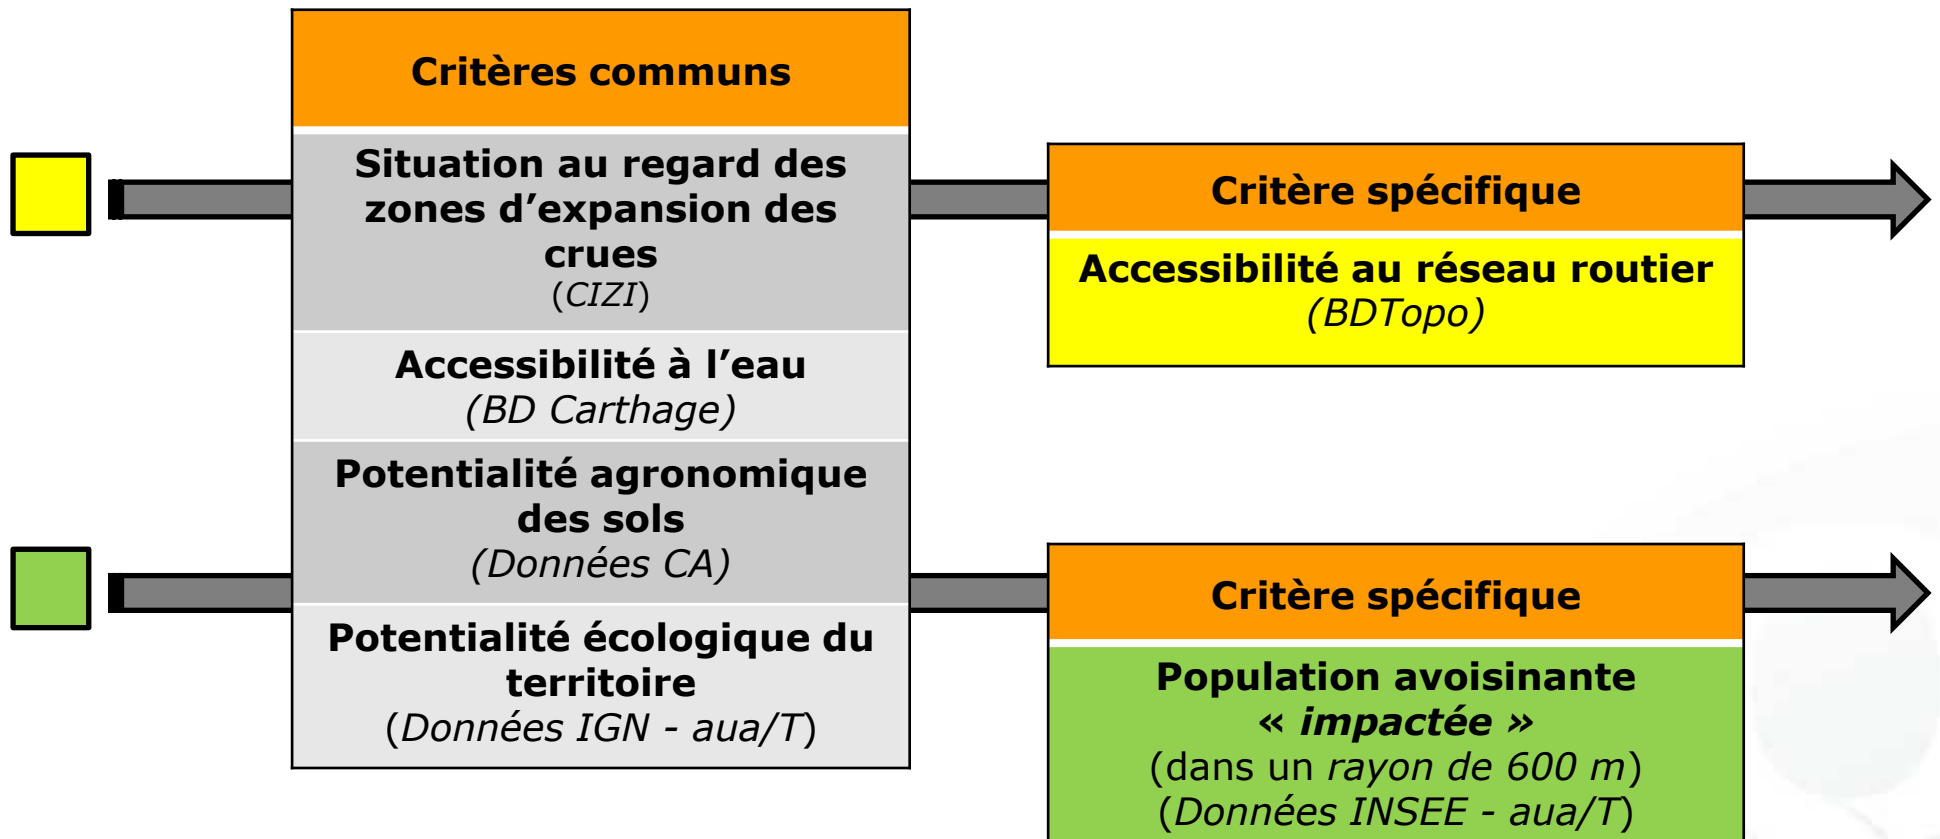 Critères communs
Situation au regard des
zones d’expansion des
crues
(CIZI)
Accessibilité à l’eau
(BD Carthage)
Potentialité agronomique
des sols
(Données CA)
Potentialité écologique du
territoire
(Données IGN - aua/T)
Critère spécifique
Accessibilité au réseau routier
(BDTopo)
Critère spécifique
Population avoisinante
« impactée »
(dans un rayon de 600 m)
(Données INSEE - aua/T)